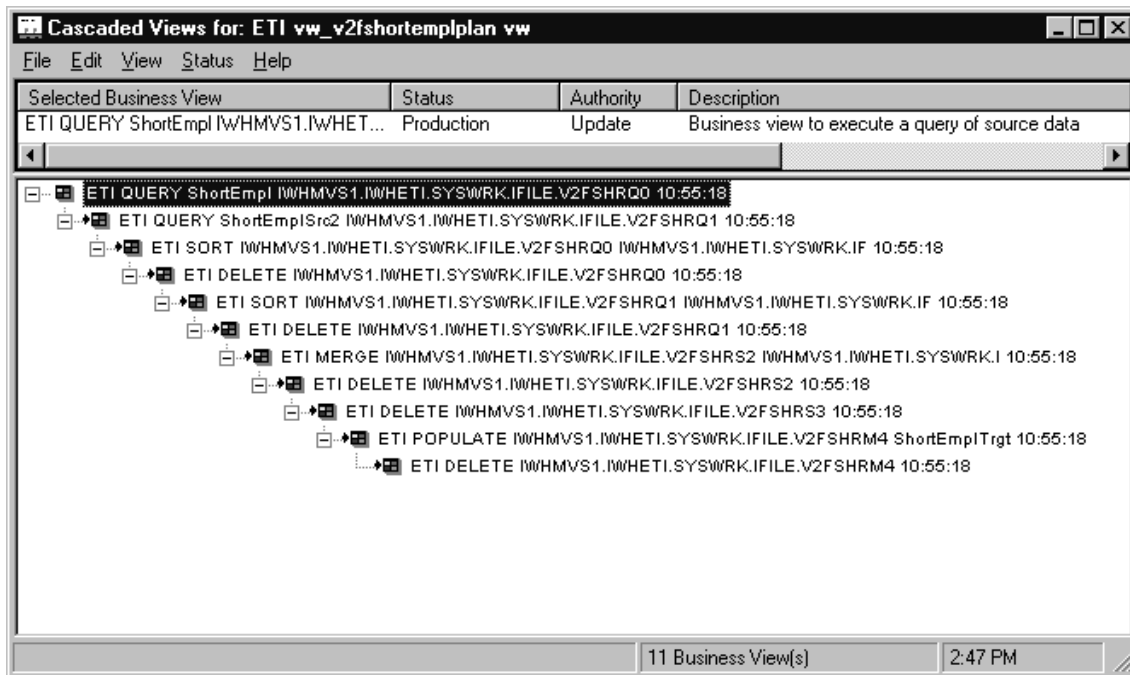 Cascaded Views for: ETI vw_v2fshortemplplan vw
File Edit View Status Help
Selected Business View Status Authority Description
ETI QUERY ShortEmpl IWHMVS1.IWHET... Production Update Business view to execute a query of source data
ETI QUERY ShortEmpl IWHMVS1.IWHETI.SYSWRK.IFILE.V2FSHRQ0 10:55:18
ETI QUERY ShortEmplSrc2 IWHMVS1.IWHETI.SYSWRK.IFILE.V2FSHRQ1 10:55:18
ETI SORT IWHMVS1.IWHETI.SYSWRK.IFILE.V2FSHRQ0 IWHMVS1.IWHETI.SYSWRK.IF 10:55:18
ETI DELETE IWHMVS1.IWHETI.SYSWRK.IFILE.V2FSHRQ0 10:55:18
ETI SORT IWHMVS1.IWHETI.SYSWRK.IFILE.V2FSHRQ1 IWHMVS1.IWHETI.SYSWRK.IF 10:55:18
ETI DELETE IWHMVS1.IWHETI.SYSWRK.IFILE.V2FSHRQ1 10:55:18
ETI MERGE IWHMVS1.IWHETI.SYSWRK.IFILE.V2FSHRS2 IWHMVS1.IWHETI.SYSWRK.I 10:55:18
ETI DELETE IWHMVS1.IWHETI.SYSWRK.IFILE.V2FSHRS2 10:55:18
ETI DELETE IWHMVS1.IWHETI.SYSWRK.IFILE.V2FSHRS3 10:55:18
ETI POPULATE IWHMVS1.IWHETI.SYSWRK.IFILE.V2FSHRM4 ShortEmplTrgt 10:55:18
ETI DELETE IWHMVS1.IWHETI.SYSWRK.IFILE.V2FSHRM4 10:55:18
11 Business View(s) 2:47 PM